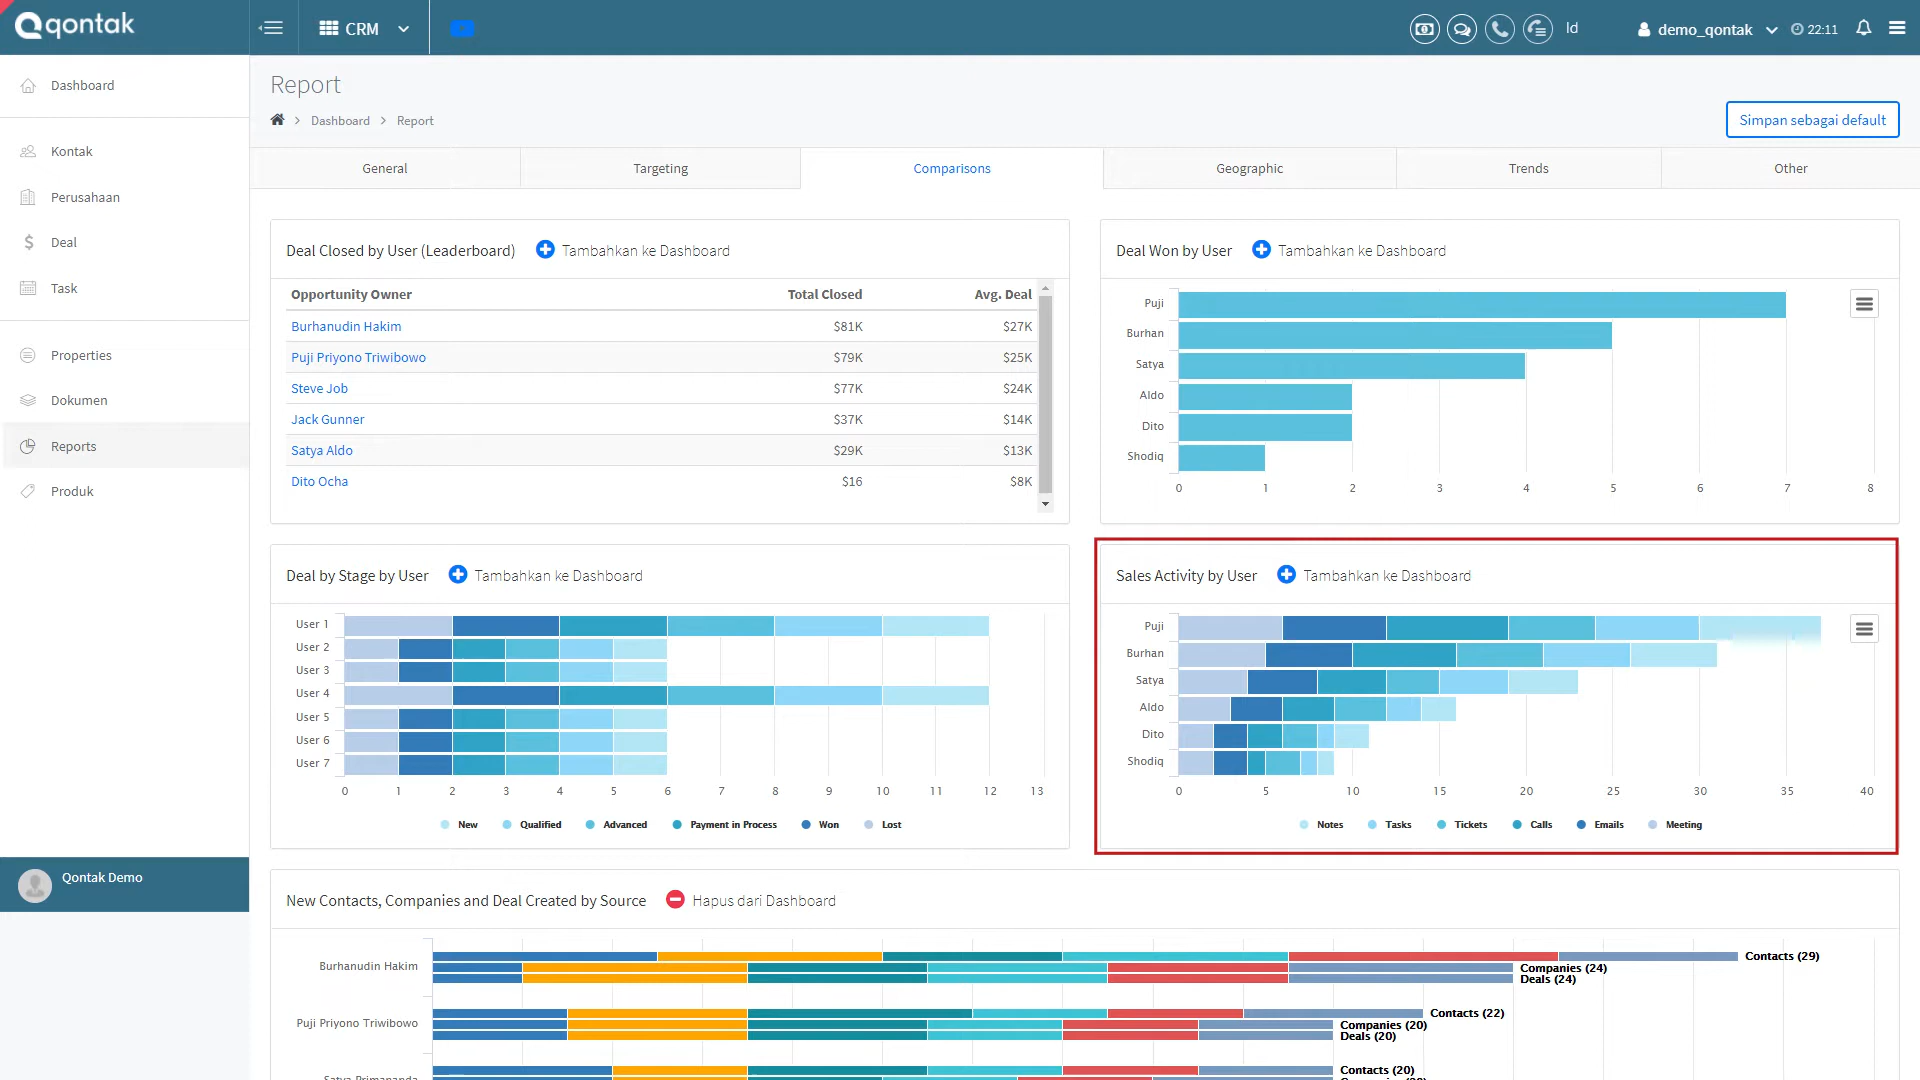 qontak
CRM
Id
demo_qontak
22:11
Dashboard
Kontak
Perusahaan
Deal
Task
Properties
Dokumen
Reports
Produk
Qontak Demo
Report
Dashboard > Report
Simpan sebagai default
General Targeting Comparisons Geographic Trends Other
Deal Closed by User (Leaderboard) Tambahkan ke Dashboard
Opportunity Owner Total Closed Avg. Deal
Burhanudin Hakim $81K $27K
Puji Priyono Triwibowo $79K $25K
Steve Job $77K $24K
Jack Gunner $37K $14K
Satya Aldo $29K $13K
Dito Ocha $16 $8K
Deal Won by User Tambahkan ke Dashboard
Puji
Burhan
Satya
Aldo
Dito
Shodiq
0 1 2 3 4 5 6 7 8
Deal by Stage by User Tambahkan ke Dashboard
User 1
User 2
User 3
User 4
User 5
User 6
User 7
0 1 2 3 4 5 6 7 8 9 10 11 12 13
New Qualified Advanced Payment in Process Won Lost
Sales Activity by User Tambahkan ke Dashboard
Puji
Burhan
Satya
Aldo
Dito
Shodiq
0 5 10 15 20 25 30 35 40
Notes Tasks Tickets Calls Emails Meeting
New Contacts, Companies and Deal Created by Source Hapus dari Dashboard
Burhanudin Hakim
Contacts (29)
Companies (24)
Deals (24)
Puji Priyono Triwibowo
Contacts (22)
Companies (20)
Deals (20)
Contacts (20)